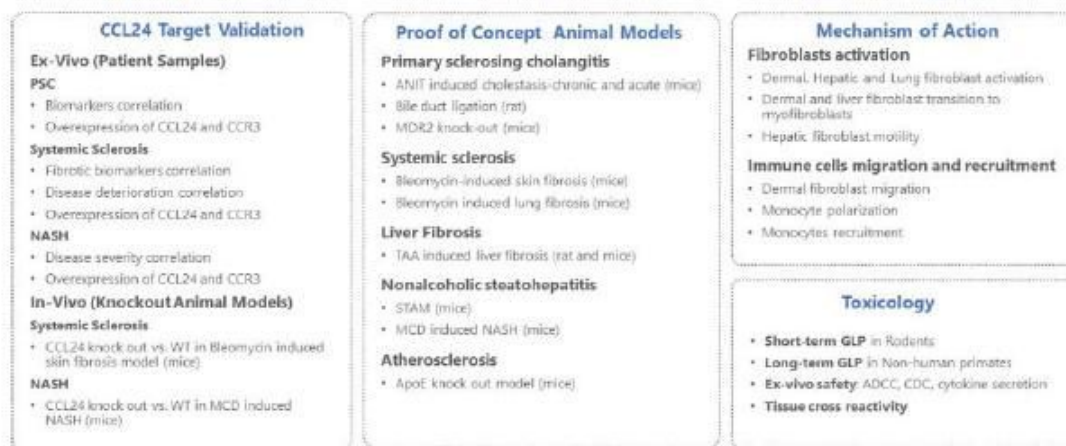 CCL24 Target Validation
Ex-Vivo (Patient Samples)
PSC
• Biomarkers correlation
• Overexpression of CCL24 and CCR3
Systemic Sclerosis
• Fibrotic biomarkers correlation
• Disease deterioration correlation
• Overexpression of CCL24 and CCR3
NASH
• Disease severity correlation
• Overexpression of CCL24 and CCR3
In-Vivo (Knockout Animal Models)
Systemic Sclerosis
• CCL24 knock out vs. WT in Bleomycin induced
skin fibrosis model (mice)
NASH
• CCL24 knock out vs. WT in MCD induced
NASH (mice)
Proof of Concept Animal Models
Primary sclerosing cholangitis
• ANIT induced cholestasis-chronic and acute (mice)
• Bile duct ligation (rat)
• MDR2 knock-out (mice)
Systemic sclerosis
• Bleomycin-induced skin fibrosis (mice)
• Bleomycin induced lung fibrosis (mice)
Liver Fibrosis
• TAA induced liver fibrosis (rat and mice)
Nonalcoholic steatohepatitis
• STAM (mice)
• MCD induced NASH (mice)
Atherosclerosis
• ApoE knock out model (mice)
Mechanism of Action
Fibroblasts activation
• Dermal, Hepatic and Lung fibroblast activation
• Dermal and liver fibroblast transition to
myofibroblasts
• Hepatic fibroblast motility
Immune cells migration and recruitment
• Dermal fibroblast migration
• Monocyte polarization
• Monocytes recruitment
Toxicology
• Short-term GLP in Rodents
• Long-term GLP in Non-human primates
• Ex-vivo safety: ADCC, CDC, cytokine secretion
• Tissue cross reactivity